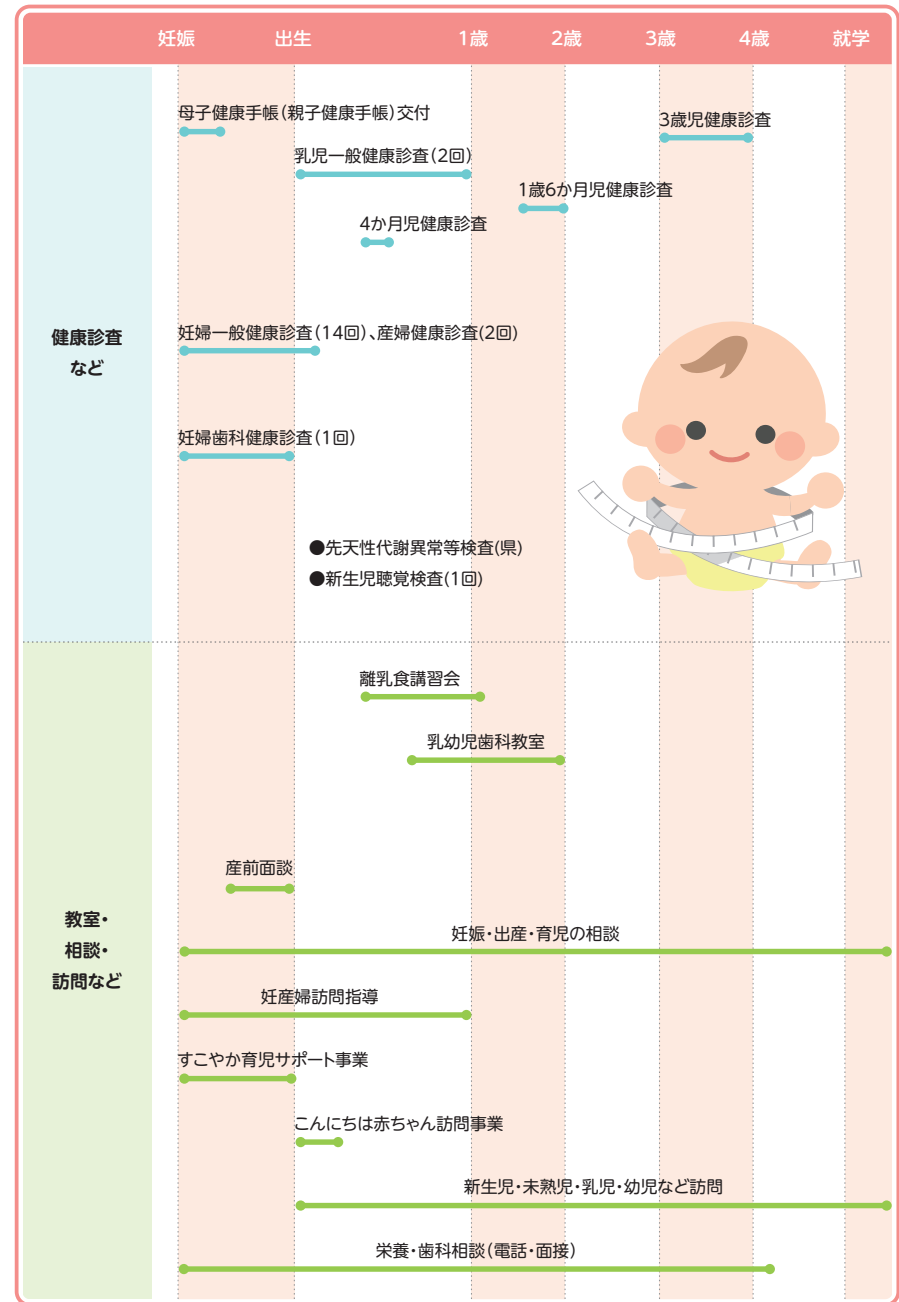 妊娠 出生 1歳 2歳 3歳 4歳 就学
健康診査
など
母子健康手帳(親子健康手帳)交付
3歳児健康診査
乳児一般健康診査(2回)
1歳6か月児健康診査
4か月児健康診査
妊婦一般健康診査(14回)、産婦健康診査(2回)
妊婦歯科健康診査(1回)
●先天性代謝異常等検査(県)
●新生児聴覚検査(1回)
教室・
相談・
訪問など
離乳食講習会
乳幼児歯科教室
産前面談
妊娠・出産・育児の相談
妊産婦訪問指導
すこやか育児サポート事業
こんにちは赤ちゃん訪問事業
新生児・未熟児・乳児・幼児など訪問
栄養・歯科相談(電話・面接)